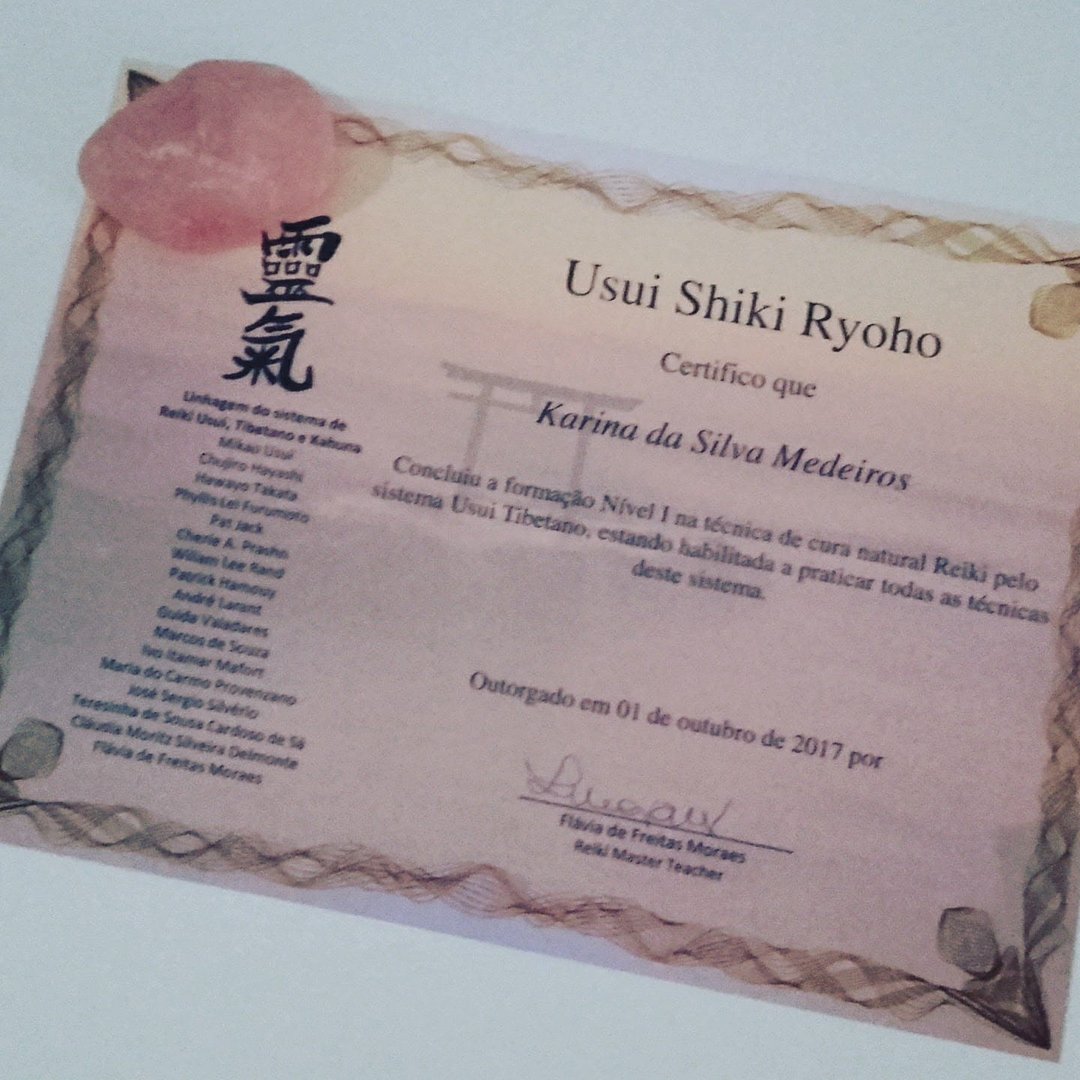 靈
氣
Linhagem do sistema de
Reiki Usui, Tibetano e Kahuna
Mikao Usui
Chujiro Hayashi
Hawayo Takata
Phyllis Lei Furumoto
Pat Jack
Cherie A. Prashn
William Lee Rand
Patrick Hamouy
André Larant
Guida Valadares
Marcos de Souza
Ivo Itamar Mafort
Maria do Carmo Provenzano
José Sergio Silvério
Teresinha de Sousa Cardoso de Sá
Cláudia Moritz Silveira Delmonte
Flávia de Freitas Moraes
Usui Shiki Ryoho
Certifico que
Karina da Silva Medeiros
Concluiu a formação Nível I na técnica de cura natural Reiki pelo
sistema Usui Tibetano, estando habilitada a praticar todas as técnicas
deste sistema.
Outorgado em 01 de outubro de 2017 por
Flávia de Freitas Moraes
Reiki Master Teacher